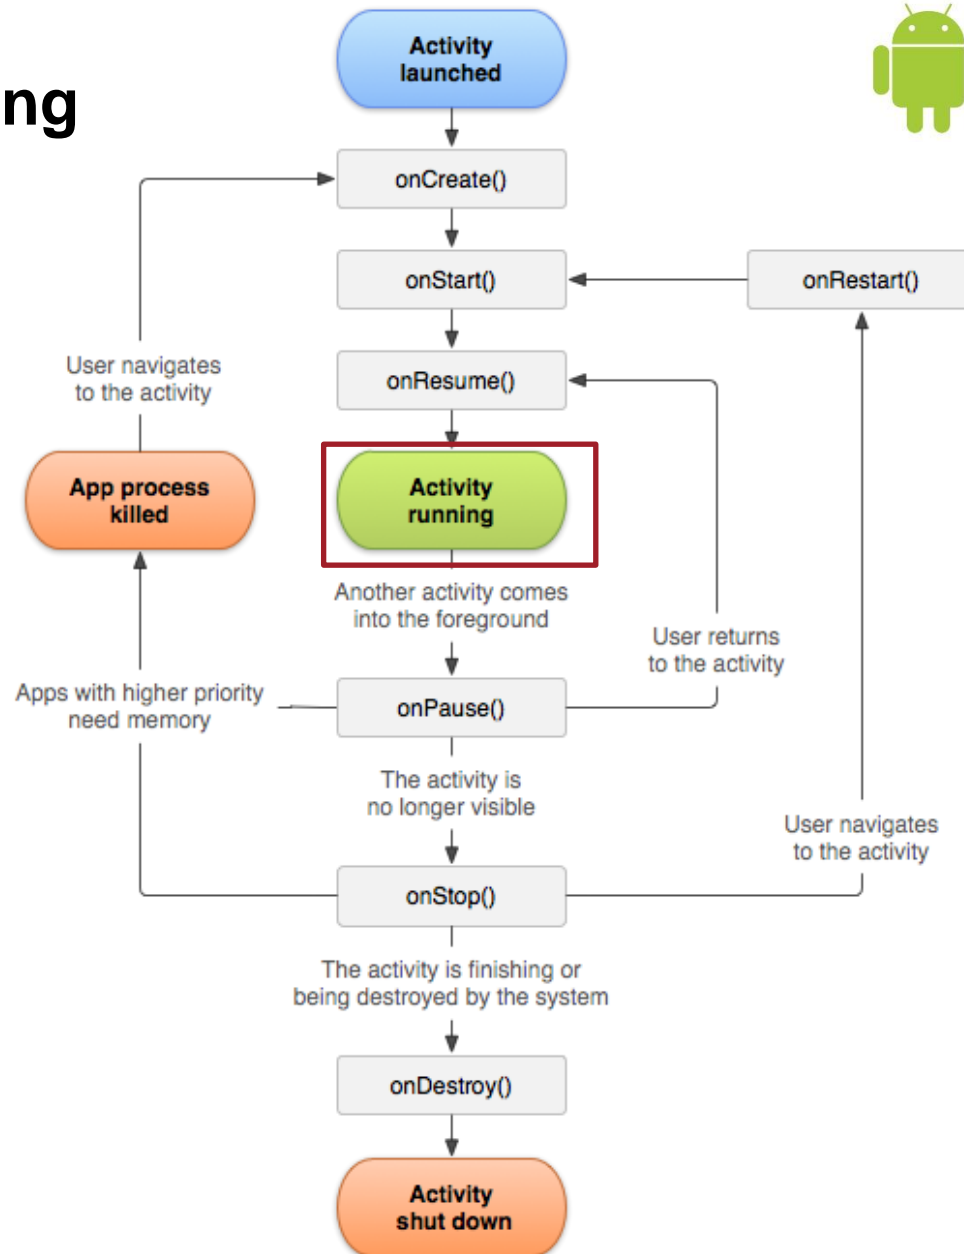 ng
Activity
launched
onCreate()
onStart()
onRestart()
User navigates
to the activity
onResume()
App process
killed
Activity
running
Another activity comes
into the foreground
User returns
to the activity
Apps with higher priority
need memory
onPause()
The activity is
no longer visible
User navigates
to the activity
onStop()
The activity is finishing or
being destroyed by the system
onDestroy()
Activity
shut down